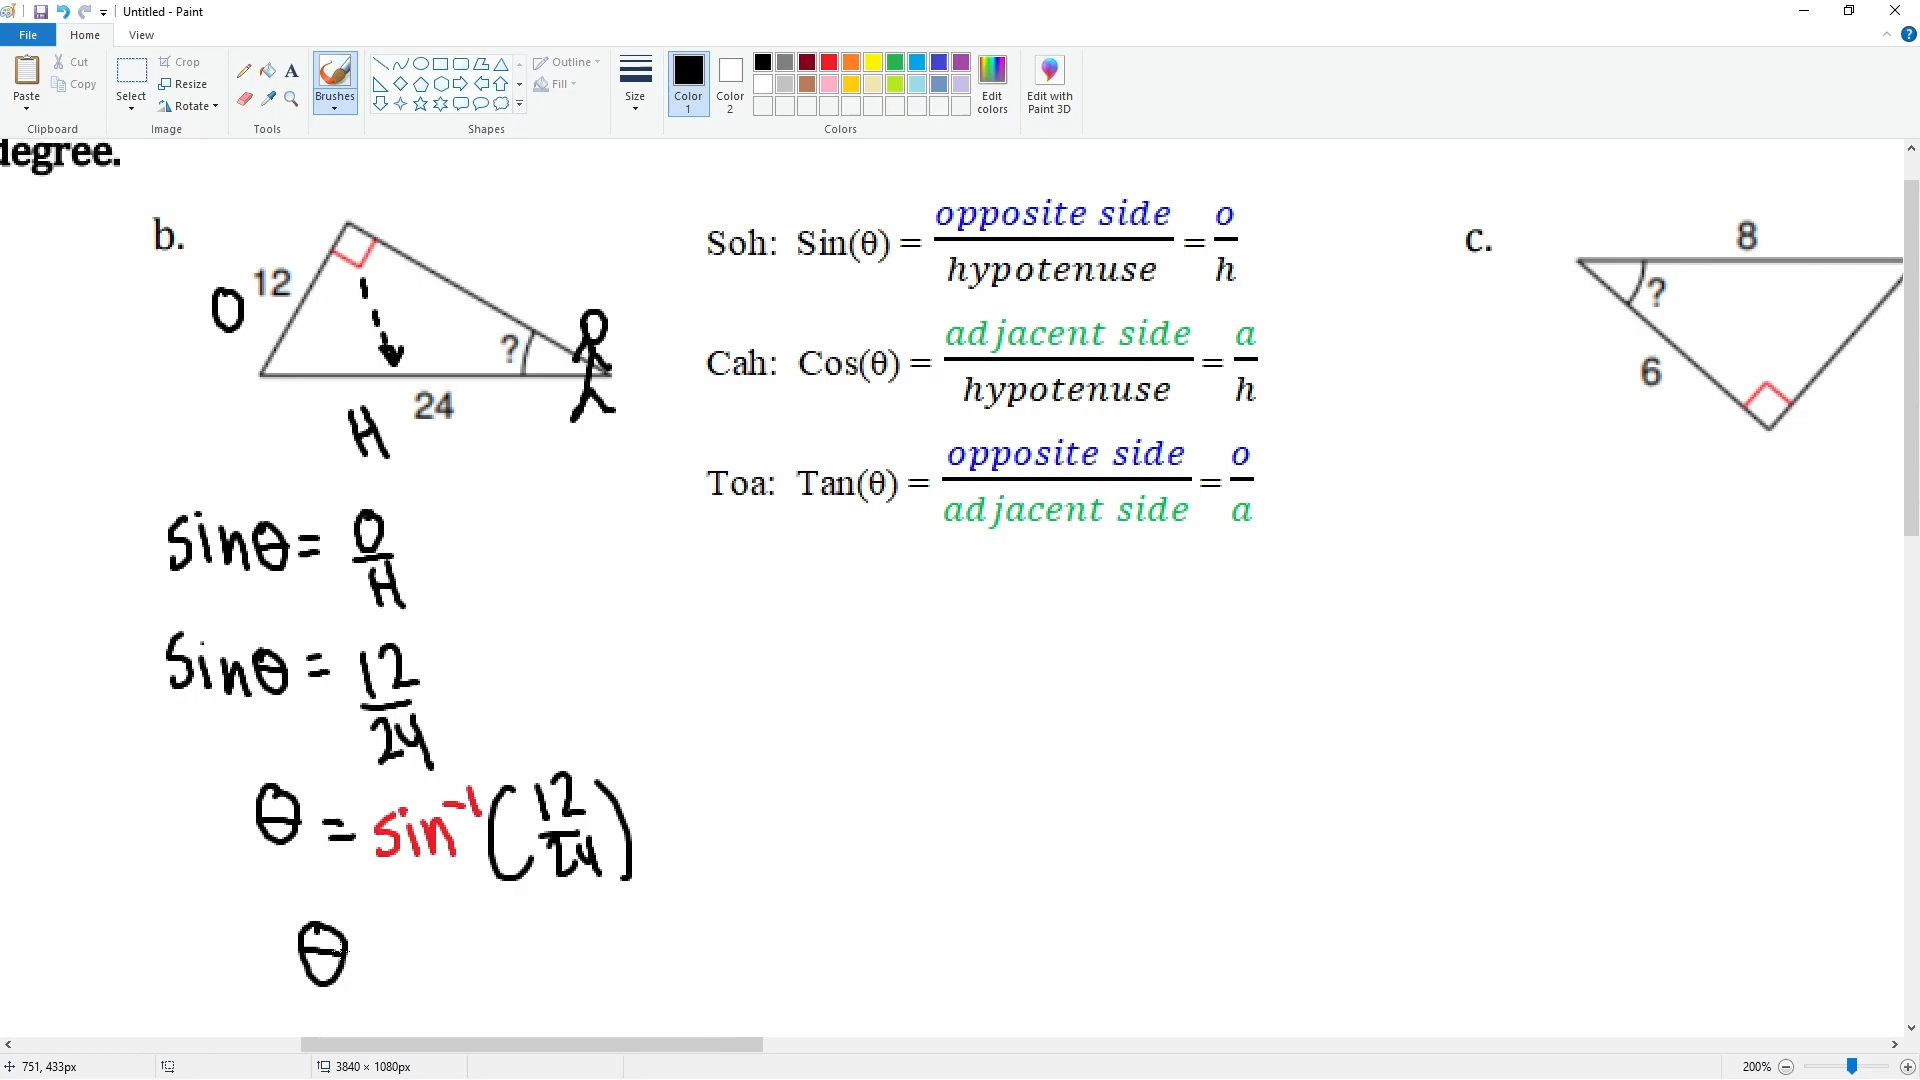 Untitled - Paint
File Home View
Paste Cut Copy Clipboard
Select Crop Resize Rotate Image
Tools
Brushes
Outline Fill Shapes
Size
Color 1 Color 2 Edit colors Colors
Edit with Paint 3D
degree.
b.
12
O
?
24
H
sinθ = O/H
sinθ = 12/24
θ = sin⁻¹(12/24)
θ
Soh: Sin(θ) = opposite side/hypotenuse = o/h
Cah: Cos(θ) = adjacent side/hypotenuse = a/h
Toa: Tan(θ) = opposite side/adjacent side = o/a
c.
8
?
6
751, 433px 3840 × 1080px 200%